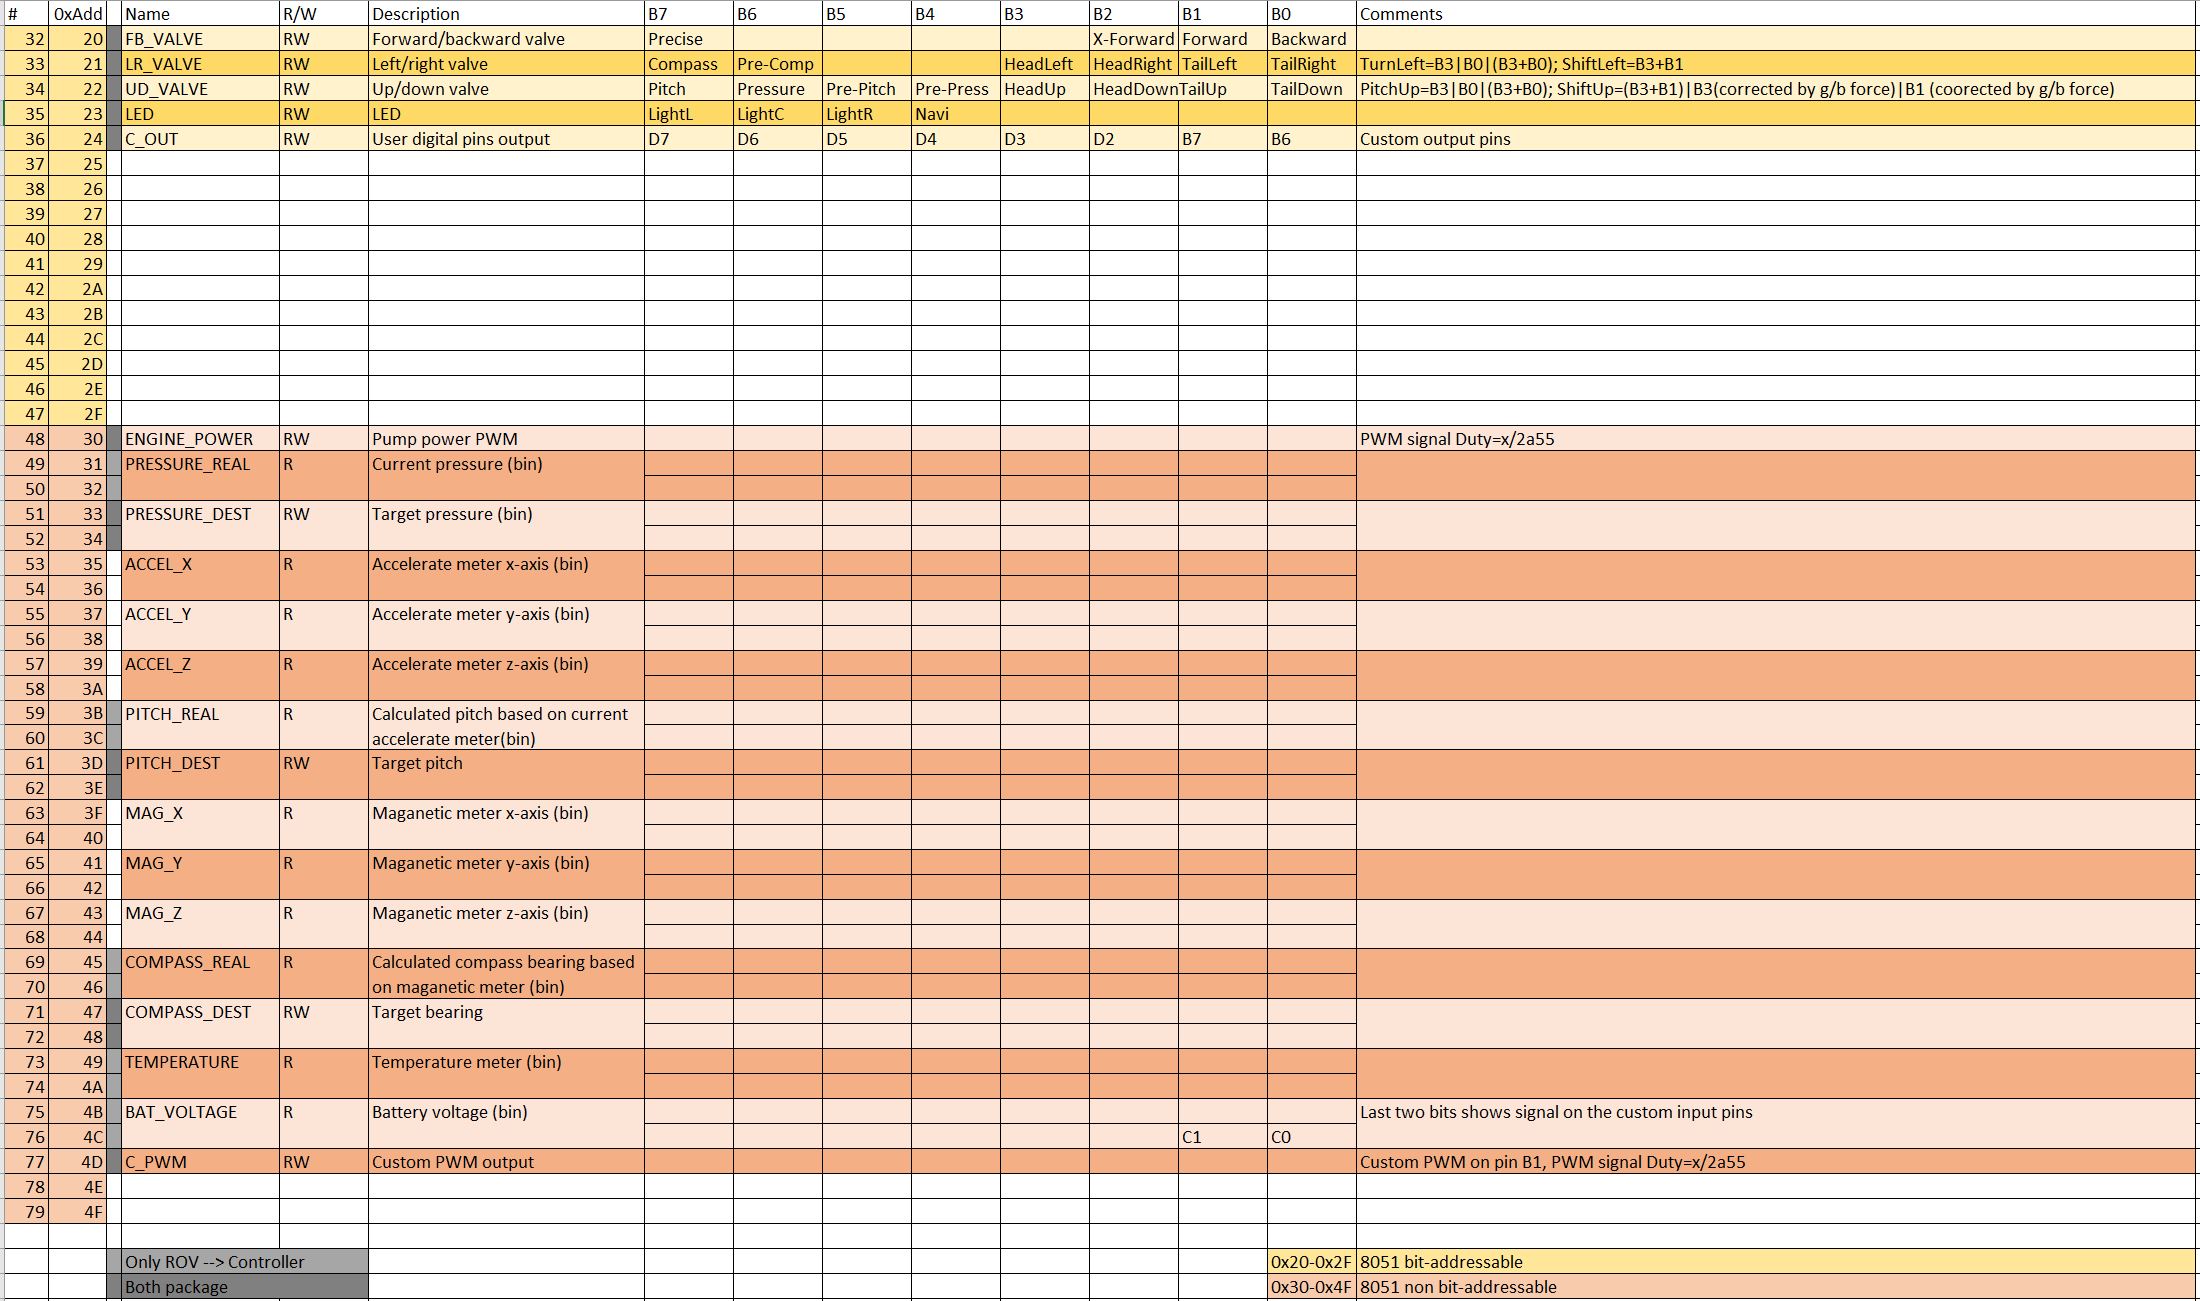 # 0xAdd Name R/W Description B7 B6 B5 B4 B3 B2 B1 B0 Comments
32 20 FB_VALVE RW Forward/backward valve Precise X-Forward Forward Backward
33 21 LR_VALVE RW Left/right valve Compass Pre-Comp HeadLeft HeadRight TailLeft TailRight TurnLeft=B3|B0|(B3+B0); ShiftLeft=B3+B1
34 22 UD_VALVE RW Up/down valve Pitch Pressure Pre-Pitch Pre-Press HeadUp HeadDownTailUp TailDown PitchUp=B3|B0|(B3+B0); ShiftUp=(B3+B1)|B3(corrected by g/b force)|B1 (coorected by g/b force)
35 23 LED RW LED LightL LightC LightR Navi
36 24 C_OUT RW User digital pins output D7 D6 D5 D4 D3 D2 B7 B6 Custom output pins
37 25
38 26
39 27
40 28
41 29
42 2A
43 2B
44 2C
45 2D
46 2E
47 2F
48 30 ENGINE_POWER RW Pump power PWM PWM signal Duty=x/2a55
49 31 PRESSURE_REAL R Current pressure (bin)
50 32
51 33 PRESSURE_DEST RW Target pressure (bin)
52 34
53 35 ACCEL_X R Accelerate meter x-axis (bin)
54 36
55 37 ACCEL_Y R Accelerate meter y-axis (bin)
56 38
57 39 ACCEL_Z R Accelerate meter z-axis (bin)
58 3A
59 3B PITCH_REAL R Calculated pitch based on current
60 3C accelerate meter(bin)
61 3D PITCH_DEST RW Target pitch
62 3E
63 3F MAG_X R Maganetic meter x-axis (bin)
64 40
65 41 MAG_Y R Maganetic meter y-axis (bin)
66 42
67 43 MAG_Z R Maganetic meter z-axis (bin)
68 44
69 45 COMPASS_REAL R Calculated compass bearing based
70 46 on maganetic meter (bin)
71 47 COMPASS_DEST RW Target bearing
72 48
73 49 TEMPERATURE R Temperature meter (bin)
74 4A
75 4B BAT_VOLTAGE R Battery voltage (bin) Last two bits shows signal on the custom input pins
76 4C C1 C0
77 4D C_PWM RW Custom PWM output Custom PWM on pin B1, PWM signal Duty=x/2a55
78 4E
79 4F
Only ROV --> Controller 0x20-0x2F 8051 bit-addressable
Both package 0x30-0x4F 8051 non bit-addressable